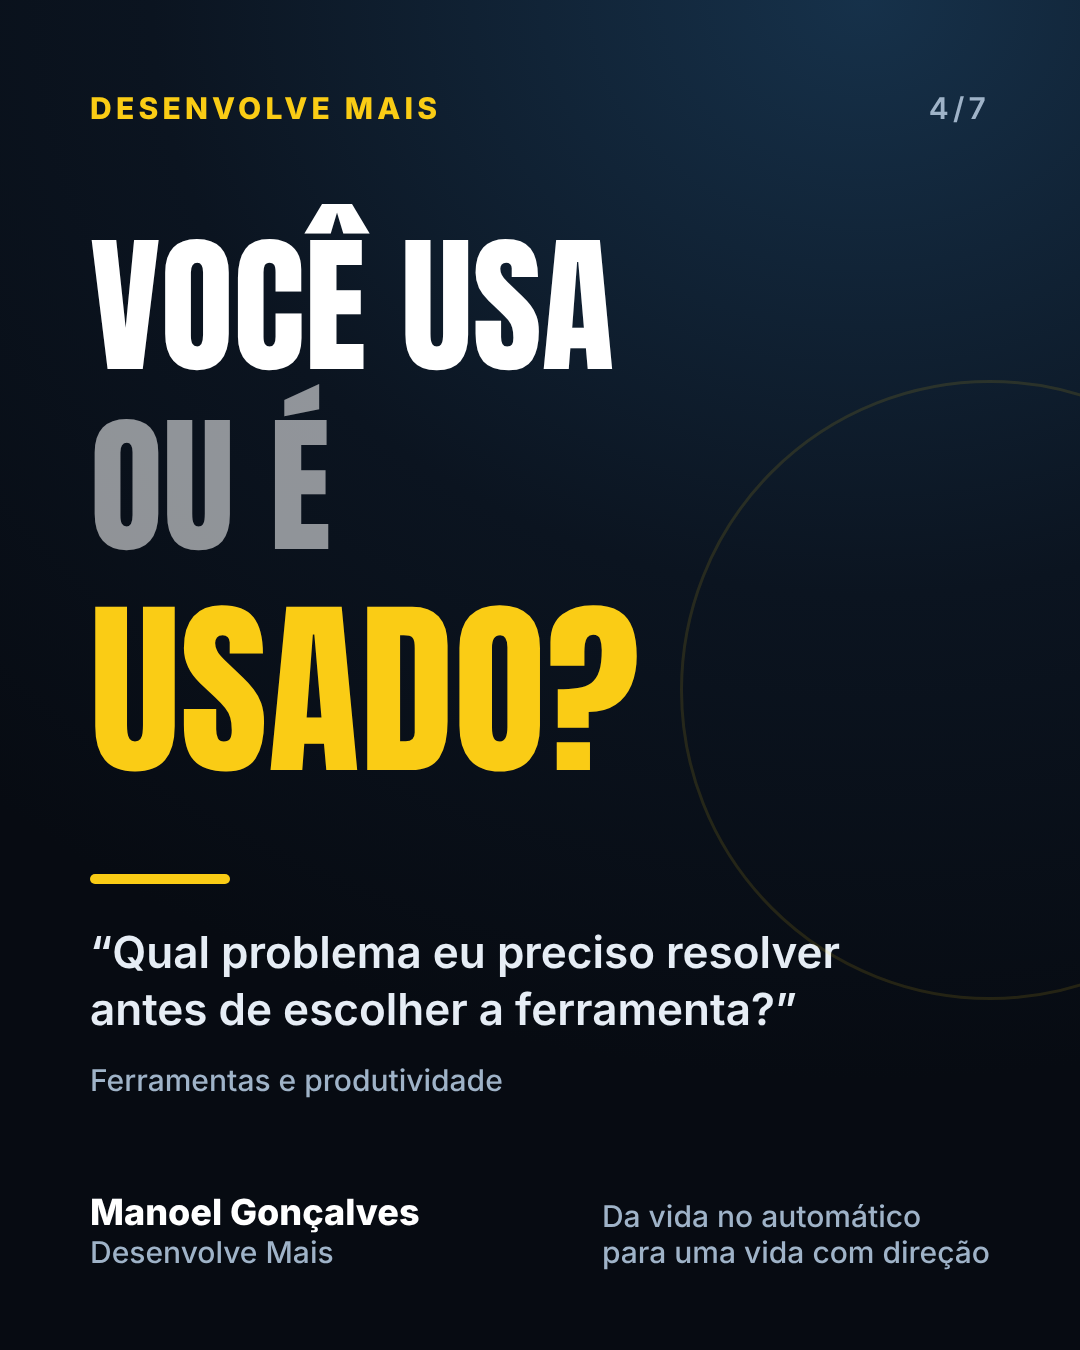 DESENVOLVE MAIS
4/7
VOCÊ USA
OU É
USADO?
“Qual problema eu preciso resolver
antes de escolher a ferramenta?”
Ferramentas e produtividade
Manoel Gonçalves
Desenvolve Mais
Da vida no automático
para uma vida com direção